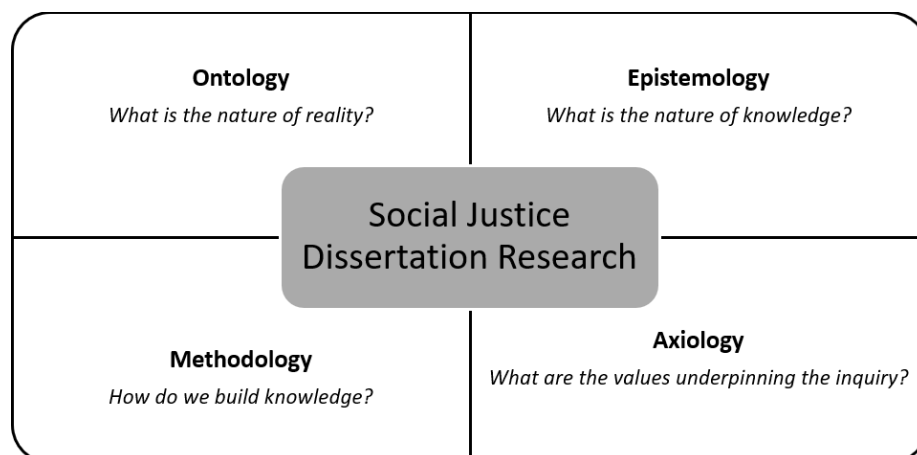 Ontology
What is the nature of reality?
Epistemology
What is the nature of knowledge?
Social Justice
Dissertation Research
Methodology
How do we build knowledge?
Axiology
What are the values underpinning the inquiry?